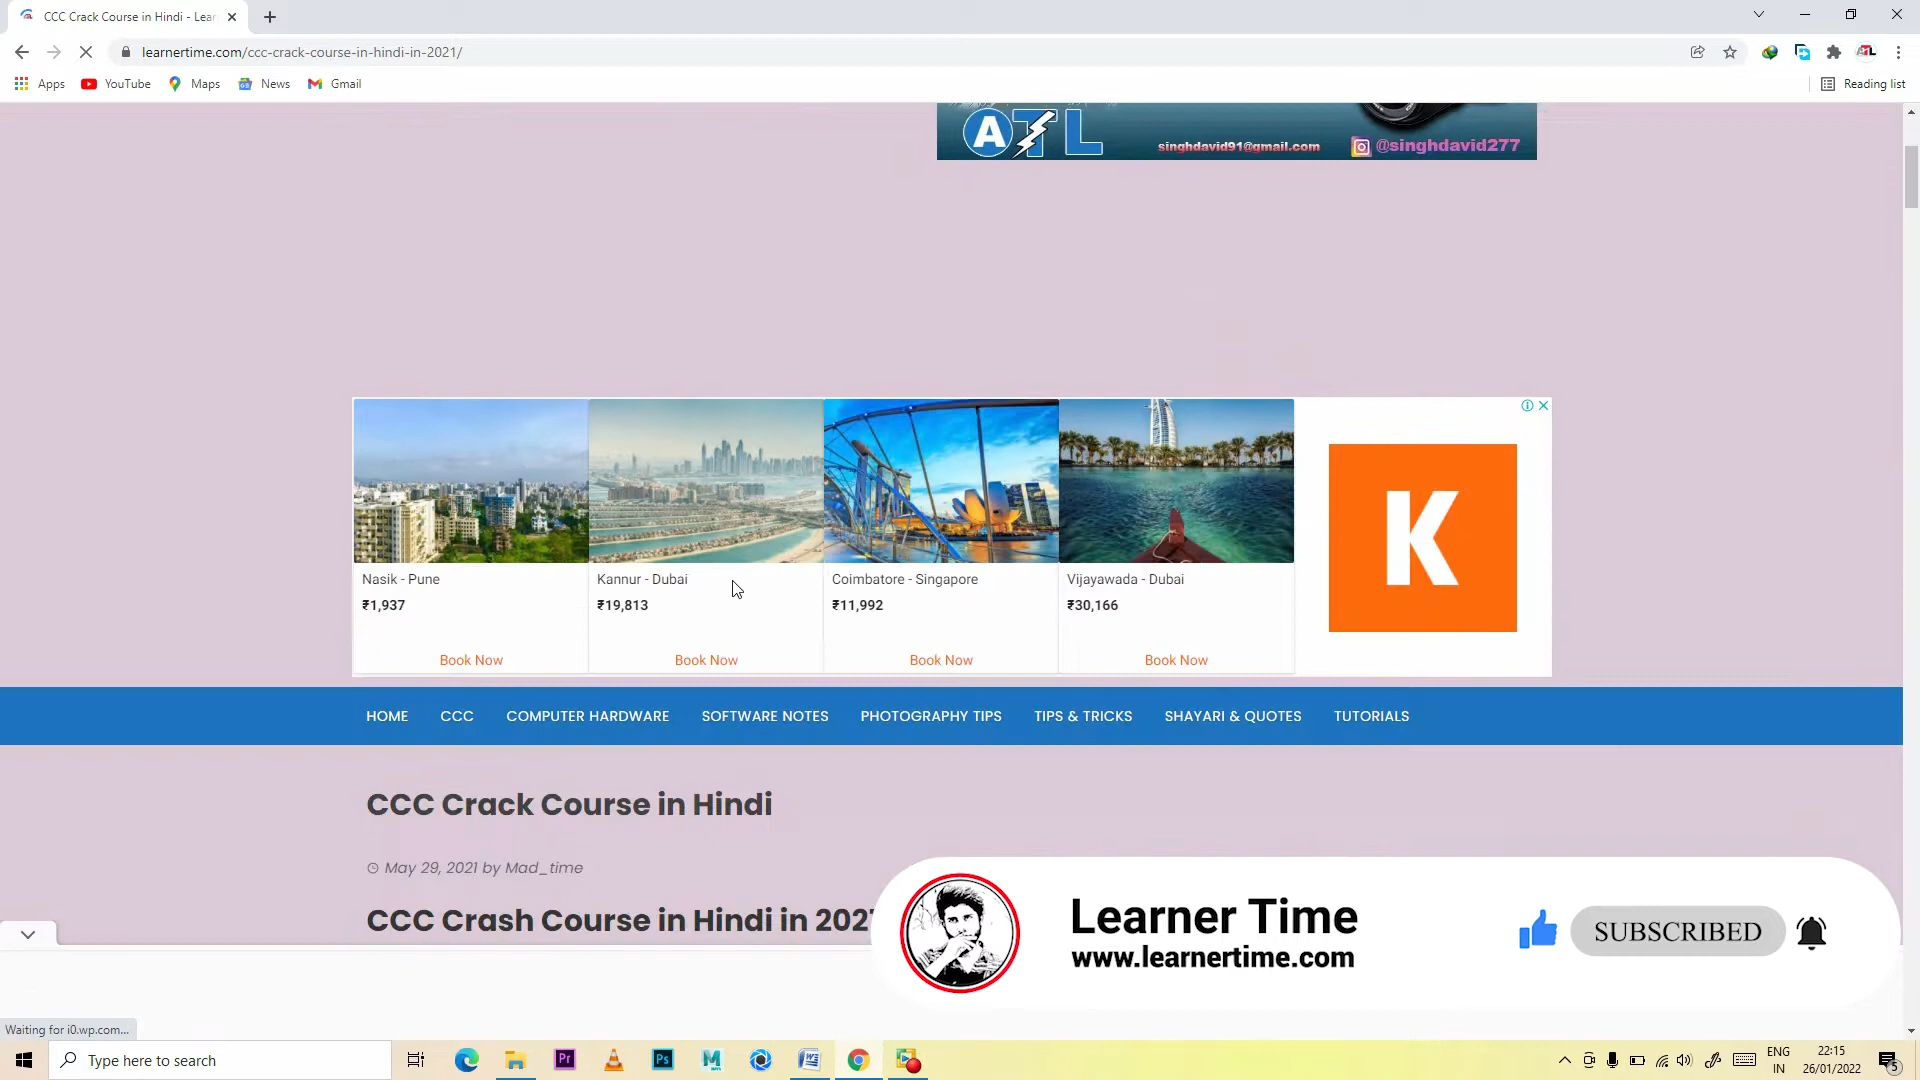 CCC Crack Course in Hindi - Lear
learnertime.com/ccc-crack-course-in-hindi-in-2021/
Apps YouTube Maps News Gmail Reading list
ATL singhdavid91@gmail.com @singhdavid277
Nasik - Pune
₹1,937
Book Now
Kannur - Dubai
₹19,813
Book Now
Coimbatore - Singapore
₹11,992
Book Now
Vijayawada - Dubai
₹30,166
Book Now
K
HOME CCC COMPUTER HARDWARE SOFTWARE NOTES PHOTOGRAPHY TIPS TIPS & TRICKS SHAYARI & QUOTES TUTORIALS
CCC Crack Course in Hindi
May 29, 2021 by Mad_time
CCC Crash Course in Hindi in 202
Learner Time
www.learnertime.com
SUBSCRIBED
Waiting for i0.wp.com...
Type here to search
Pr
Ps
ENG
IN
22:15
26/01/2022
5